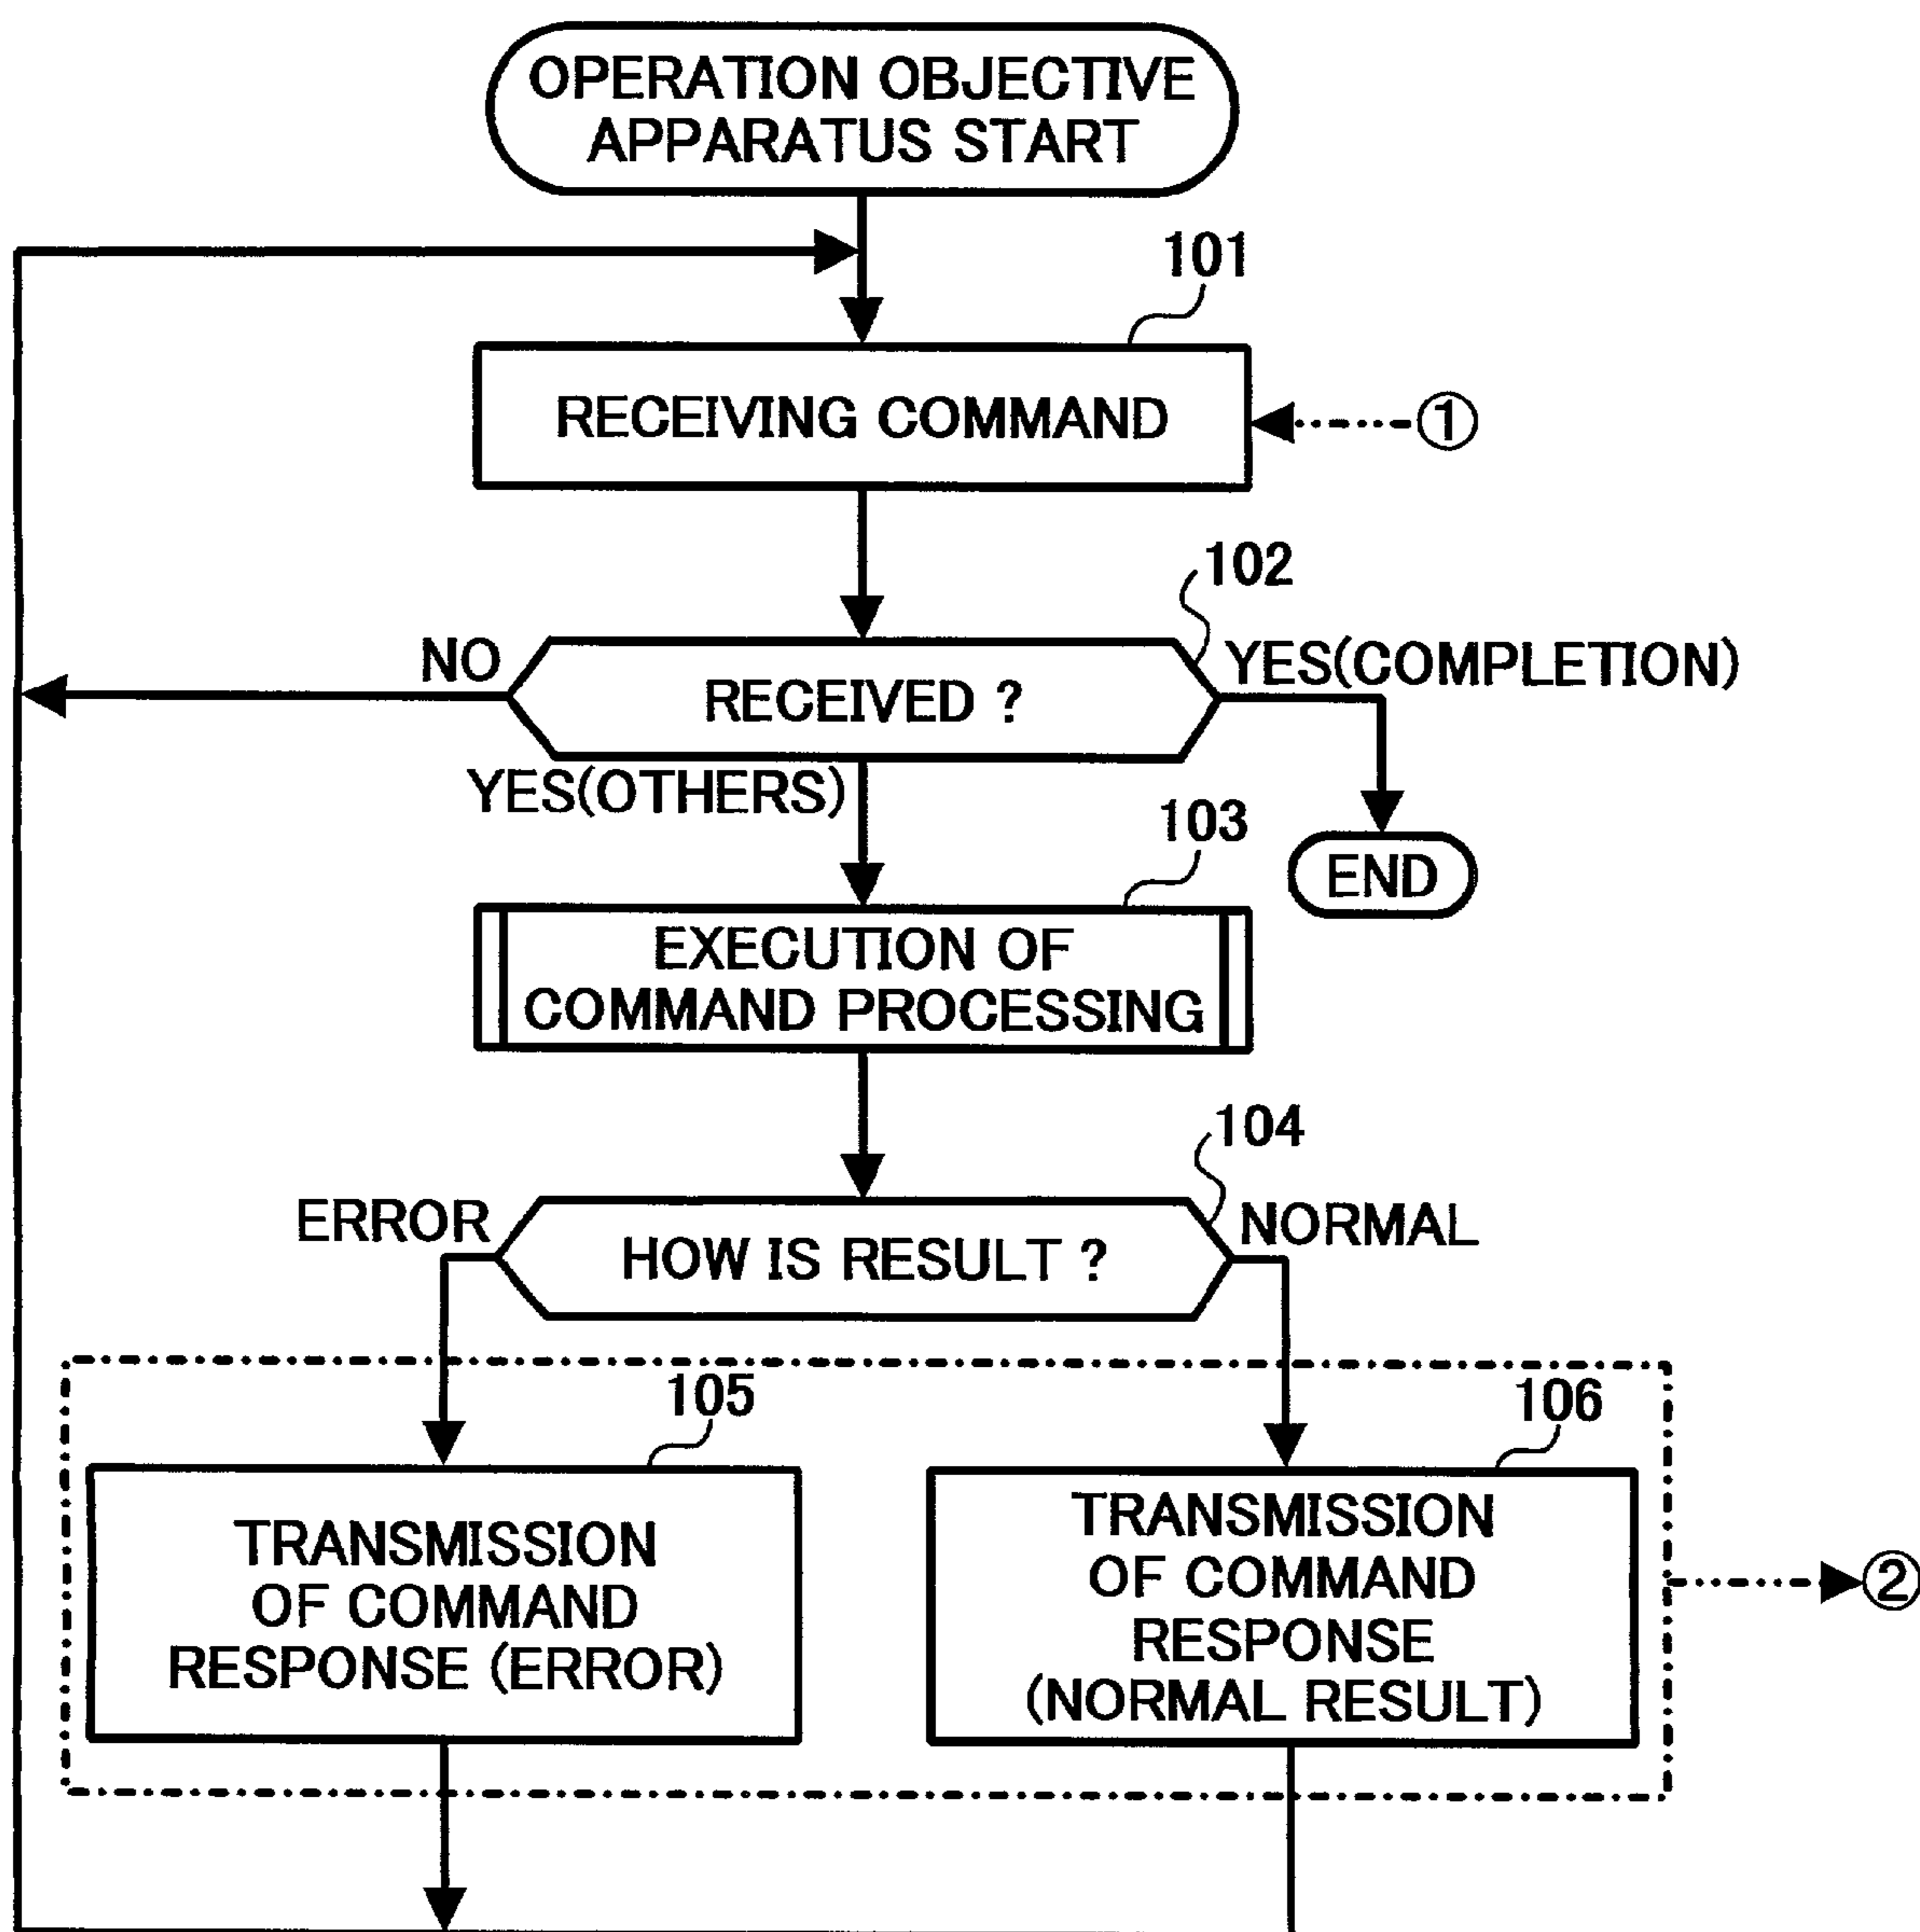 OPERATION OBJECTIVE
APPARATUS START
101
RECEIVING COMMAND
①
102
NO
YES(COMPLETION)
RECEIVED ?
YES(OTHERS)
103
END
EXECUTION OF
COMMAND PROCESSING
104
ERROR
NORMAL
HOW IS RESULT ?
105
106
TRANSMISSION
OF COMMAND
RESPONSE (ERROR)
TRANSMISSION
OF COMMAND
RESPONSE
(NORMAL RESULT)
②